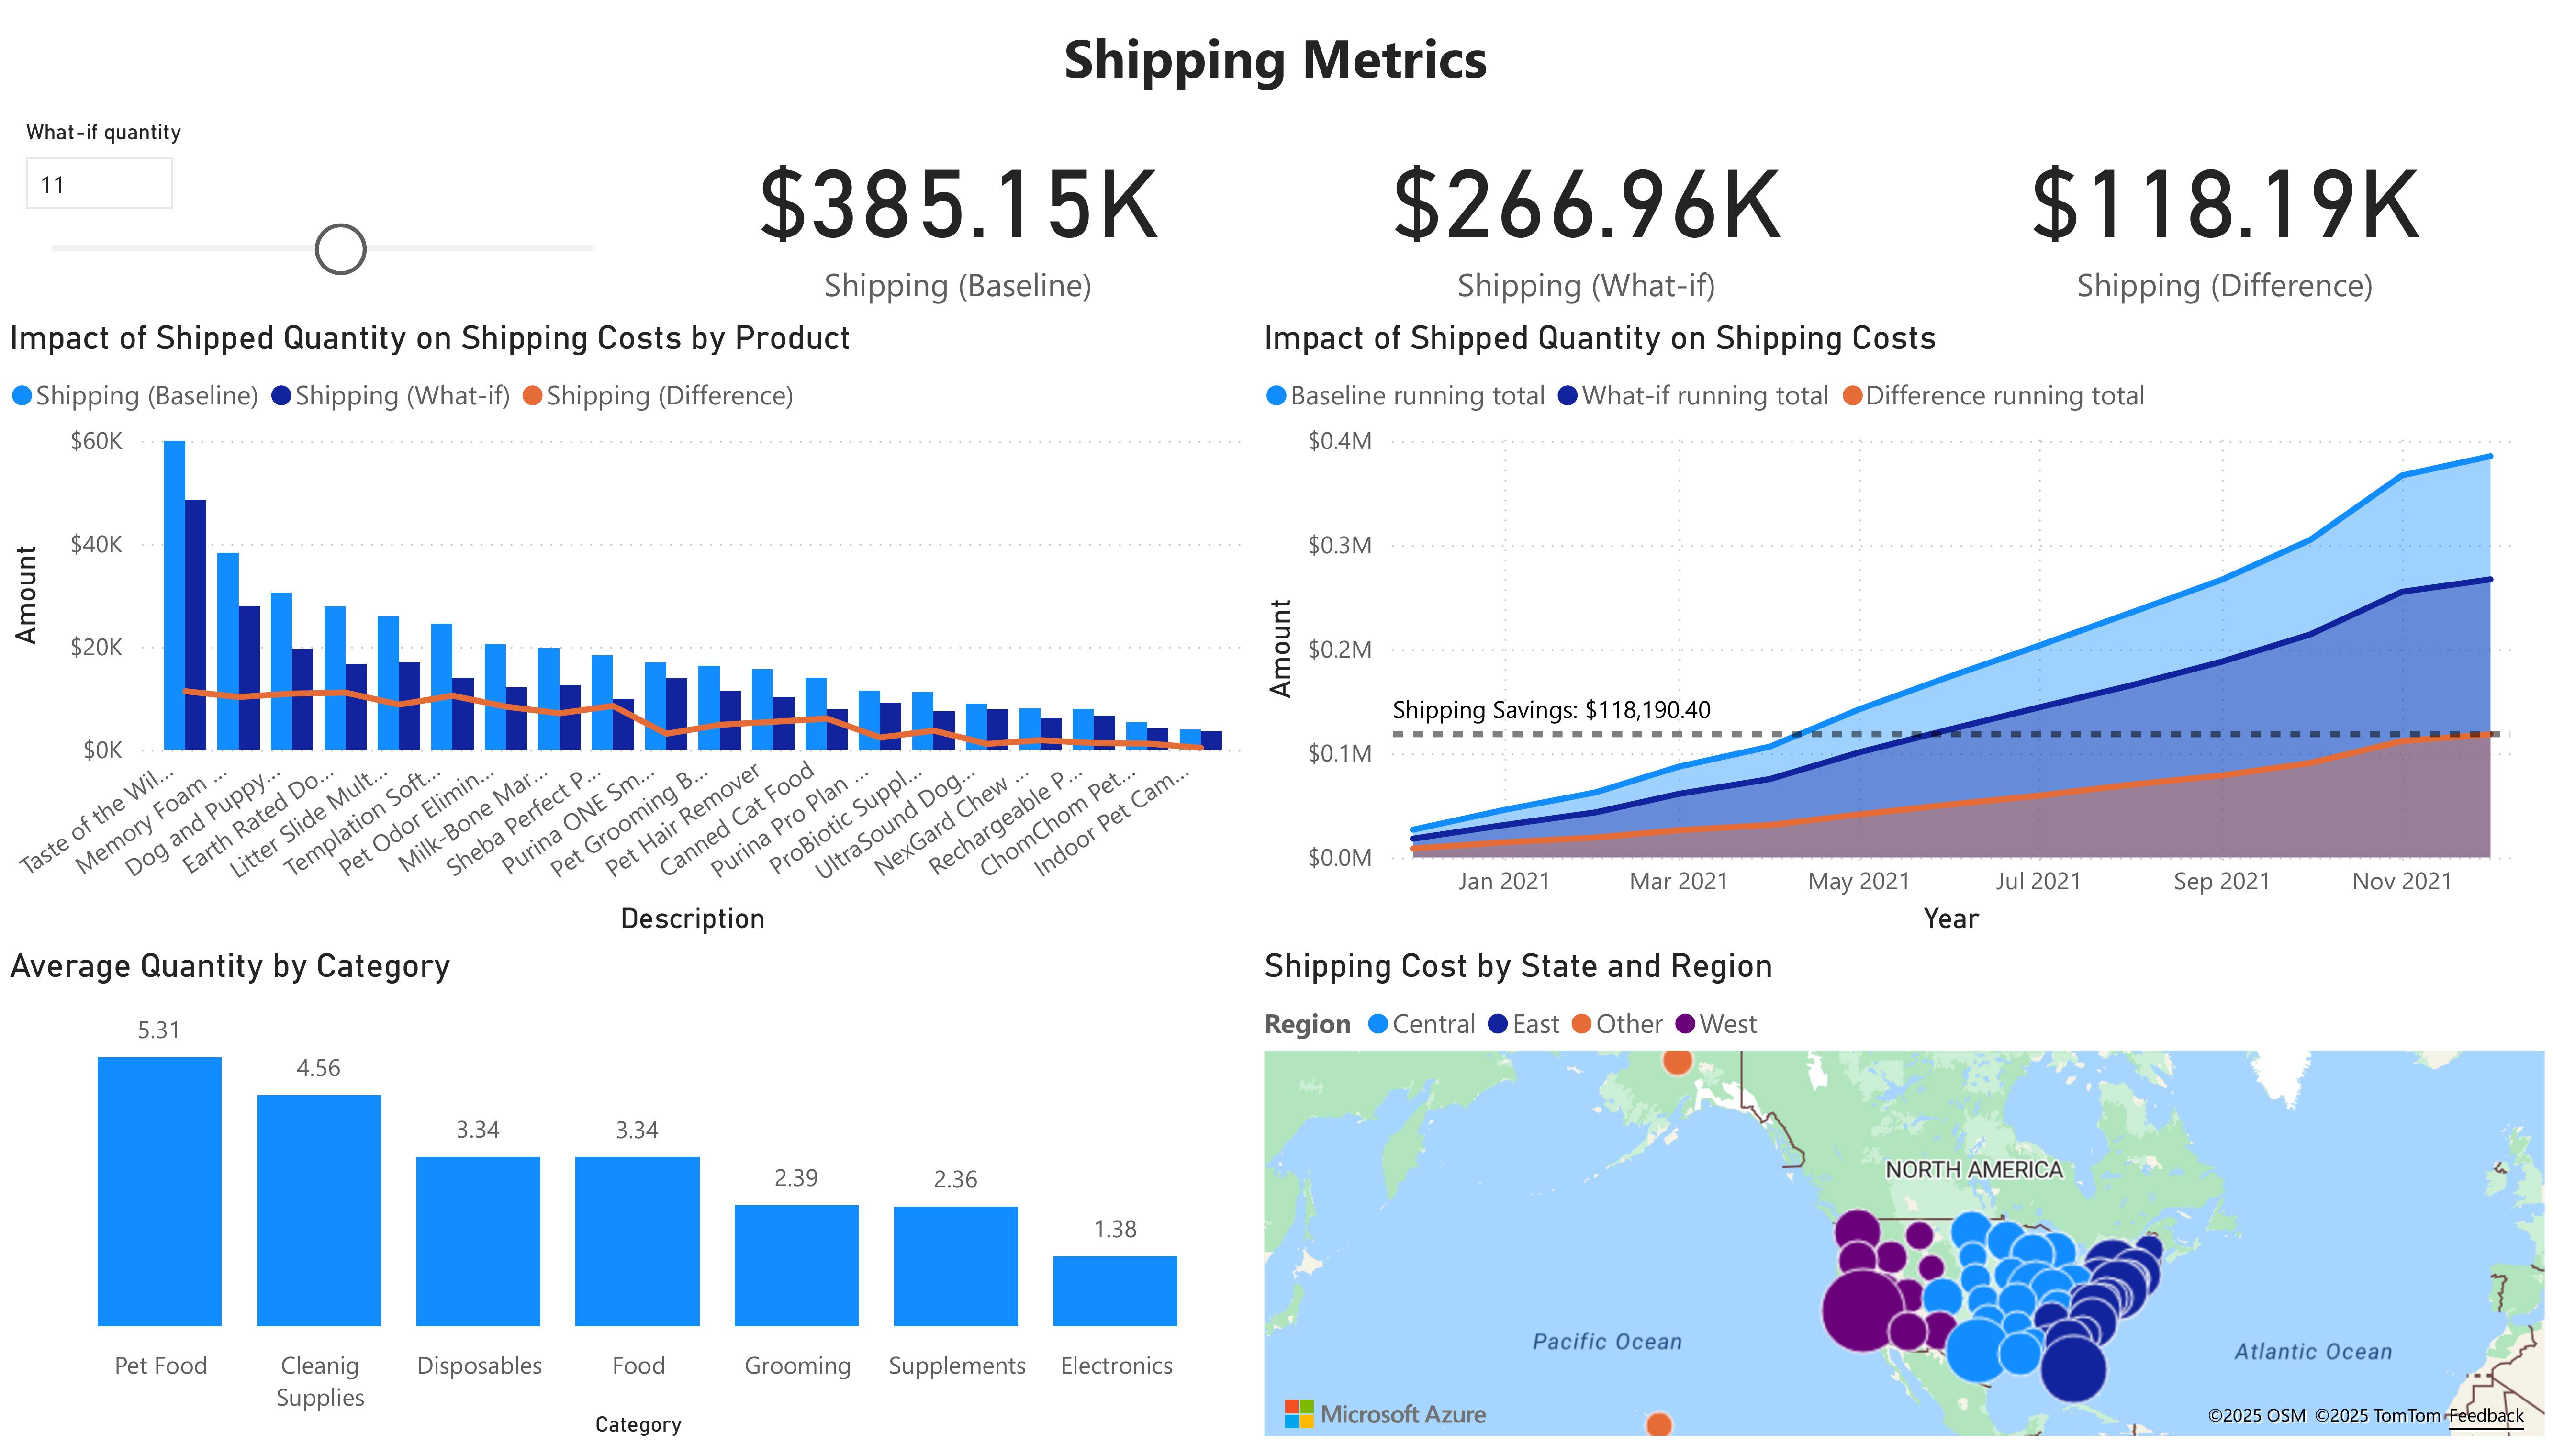 Shipping Metrics
What-if quantity
11
$385.15K
Shipping (Baseline)
$266.96K
Shipping (What-if)
$118.19K
Shipping (Difference)
Impact of Shipped Quantity on Shipping Costs by Product
Shipping (Baseline) Shipping (What-if) Shipping (Difference)
Amount
$60K
$40K
$20K
$0K
Taste of the Wil...
Memory Foam ...
Dog and Puppy...
Earth Rated Do...
Litter Slide Mult...
Templation Soft...
Pet Odor Elimin...
Milk-Bone Mar...
Sheba Perfect P...
Purina ONE Sm...
Pet Grooming B...
Pet Hair Remover
Canned Cat Food
Purina Pro Plan ...
ProBiotic Suppl...
UltraSound Dog...
NexGard Chew ...
Rechargeable P...
ChomChom Pet...
Indoor Pet Cam...
Description
Impact of Shipped Quantity on Shipping Costs
Baseline running total What-if running total Difference running total
Amount
$0.4M
$0.3M
$0.2M
$0.1M
$0.0M
Shipping Savings: $118,190.40
Jan 2021 Mar 2021 May 2021 Jul 2021 Sep 2021 Nov 2021
Year
Average Quantity by Category
5.31
4.56
3.34
3.34
2.39
2.36
1.38
Pet Food
Cleanig
Supplies
Disposables
Food
Grooming
Supplements
Electronics
Category
Shipping Cost by State and Region
Region Central East Other West
NORTH AMERICA
Pacific Ocean
Atlantic Ocean
Microsoft Azure
©2025 OSM ©2025 TomTom Feedback